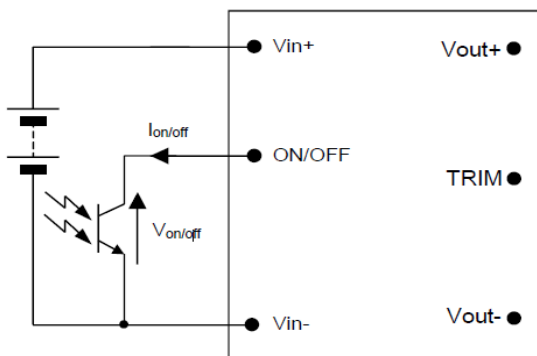 Vin+
Vout+
Ion/off
ON/OFF
TRIM
Von/off
Vin-
Vout-